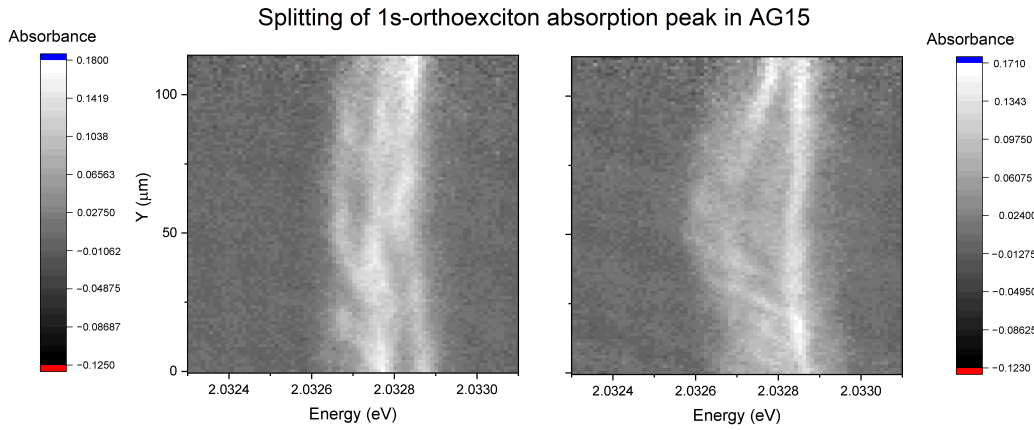 Splitting of 1s-orthoexciton absorption peak in AG15
Absorbance
0.1800
0.1419
0.1038
0.06563
0.02750
−0.01062
−0.04875
−0.08687
−0.1250
Y (μm)
100
50
0
2.0324 2.0326 2.0328 2.0330
Energy (eV)
2.0324 2.0326 2.0328 2.0330
Energy (eV)
Absorbance
0.1710
0.1343
0.09750
0.06075
0.02400
−0.01275
−0.04950
−0.08625
−0.1230